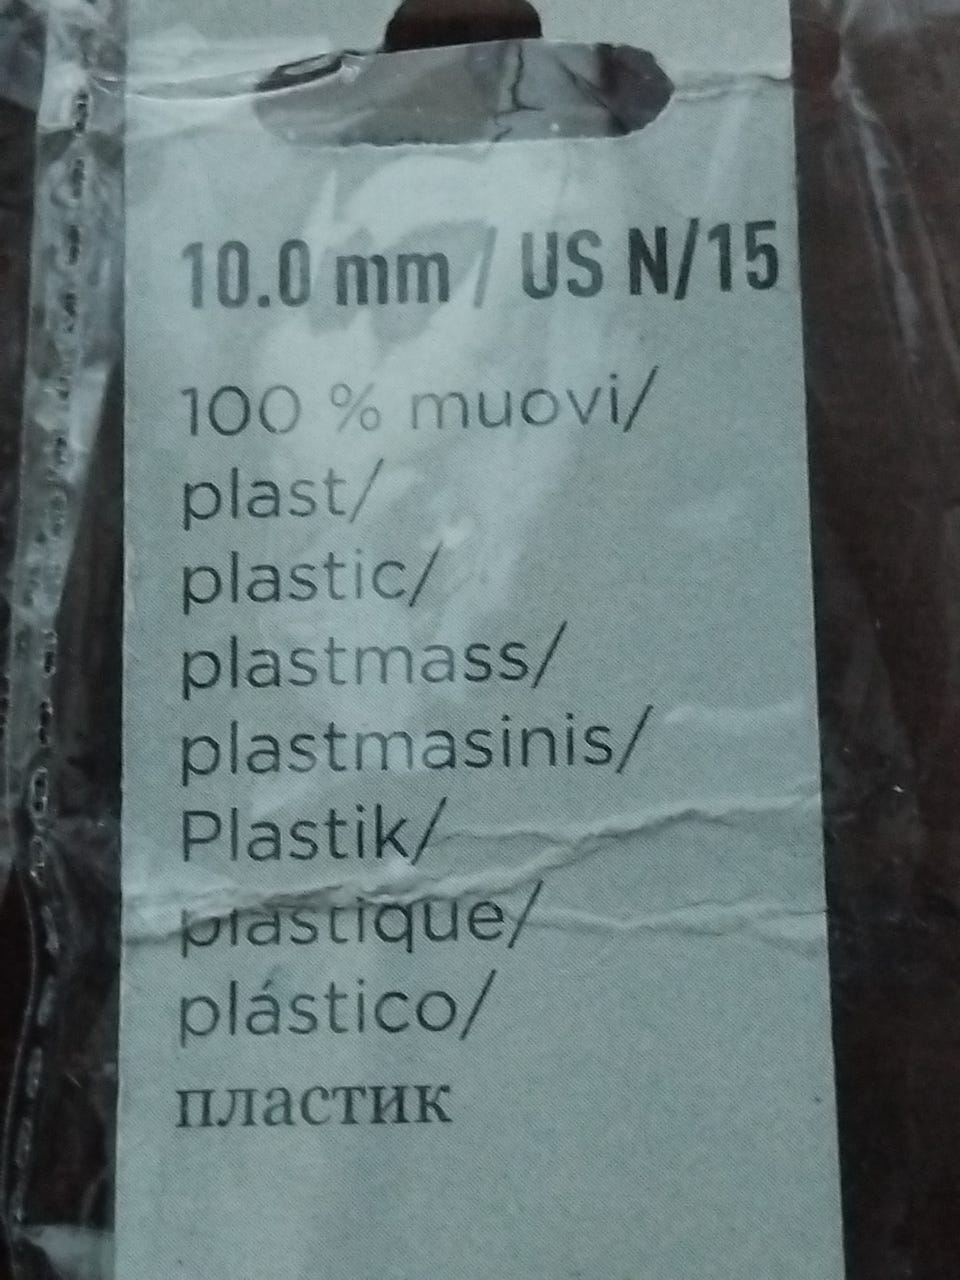 10.0 mm / US N/15
100 % muovi/
plast/
plastic/
plastmass/
plastmasinis/
Plastik/
plastique/
plástico/
пластик